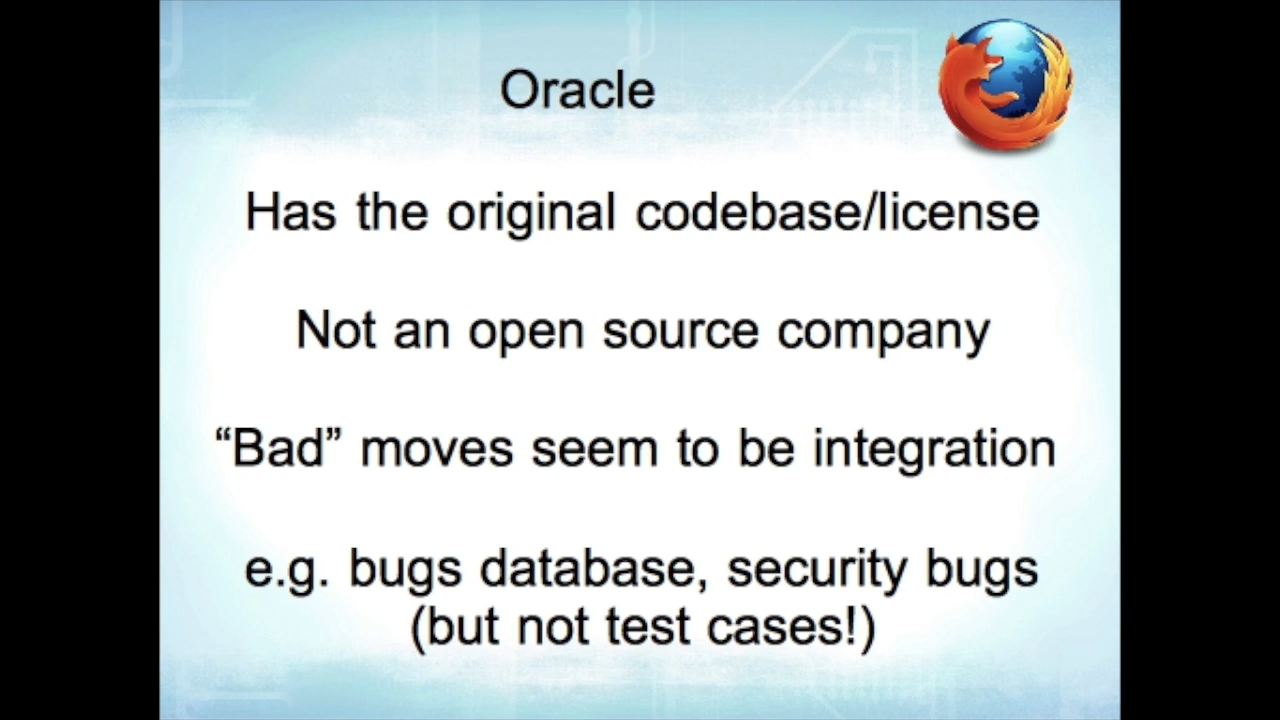 Oracle
Has the original codebase/license
Not an open source company
“Bad” moves seem to be integration
e.g. bugs database, security bugs
(but not test cases!)